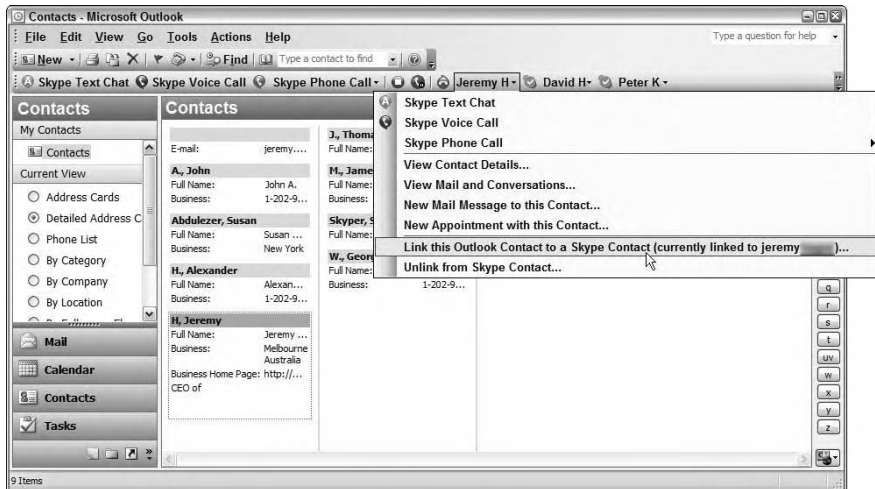 Contacts - Microsoft Outlook
File Edit View Go Tools Actions Help Type a question for help
New Find Type a contact to find
Skype Text Chat Skype Voice Call Skype Phone Call Jeremy H David H Peter K
Contacts
My Contacts
Contacts
Current View
Address Cards
Detailed Address C
Phone List
By Category
By Company
By Location
Mail
Calendar
Contacts
Tasks
9 Items
Contacts
E-mail: jeremy....
A., John
Full Name: John A.
Business: 1-202-9...
Abdulezer, Susan
Full Name: Susan ...
Business: New York
H., Alexander
Full Name: Alexan...
Business: 1-202-9...
H, Jeremy
Full Name: Jeremy ...
Business: Melbourne
Australia
Business Home Page: http://...
CEO of
J., Thoma
Full Name:
M., Jame
Full Name:
Business:
Skyper, S
Full Name:
W., Georg
Full Name:
Business: 1-202-9...
Skype Text Chat
Skype Voice Call
Skype Phone Call
View Contact Details...
View Mail and Conversations...
New Mail Message to this Contact...
New Appointment with this Contact...
Link this Outlook Contact to a Skype Contact (currently linked to jeremy )...
Unlink from Skype Contact...
q
r
s
t
uv
w
x
y
z